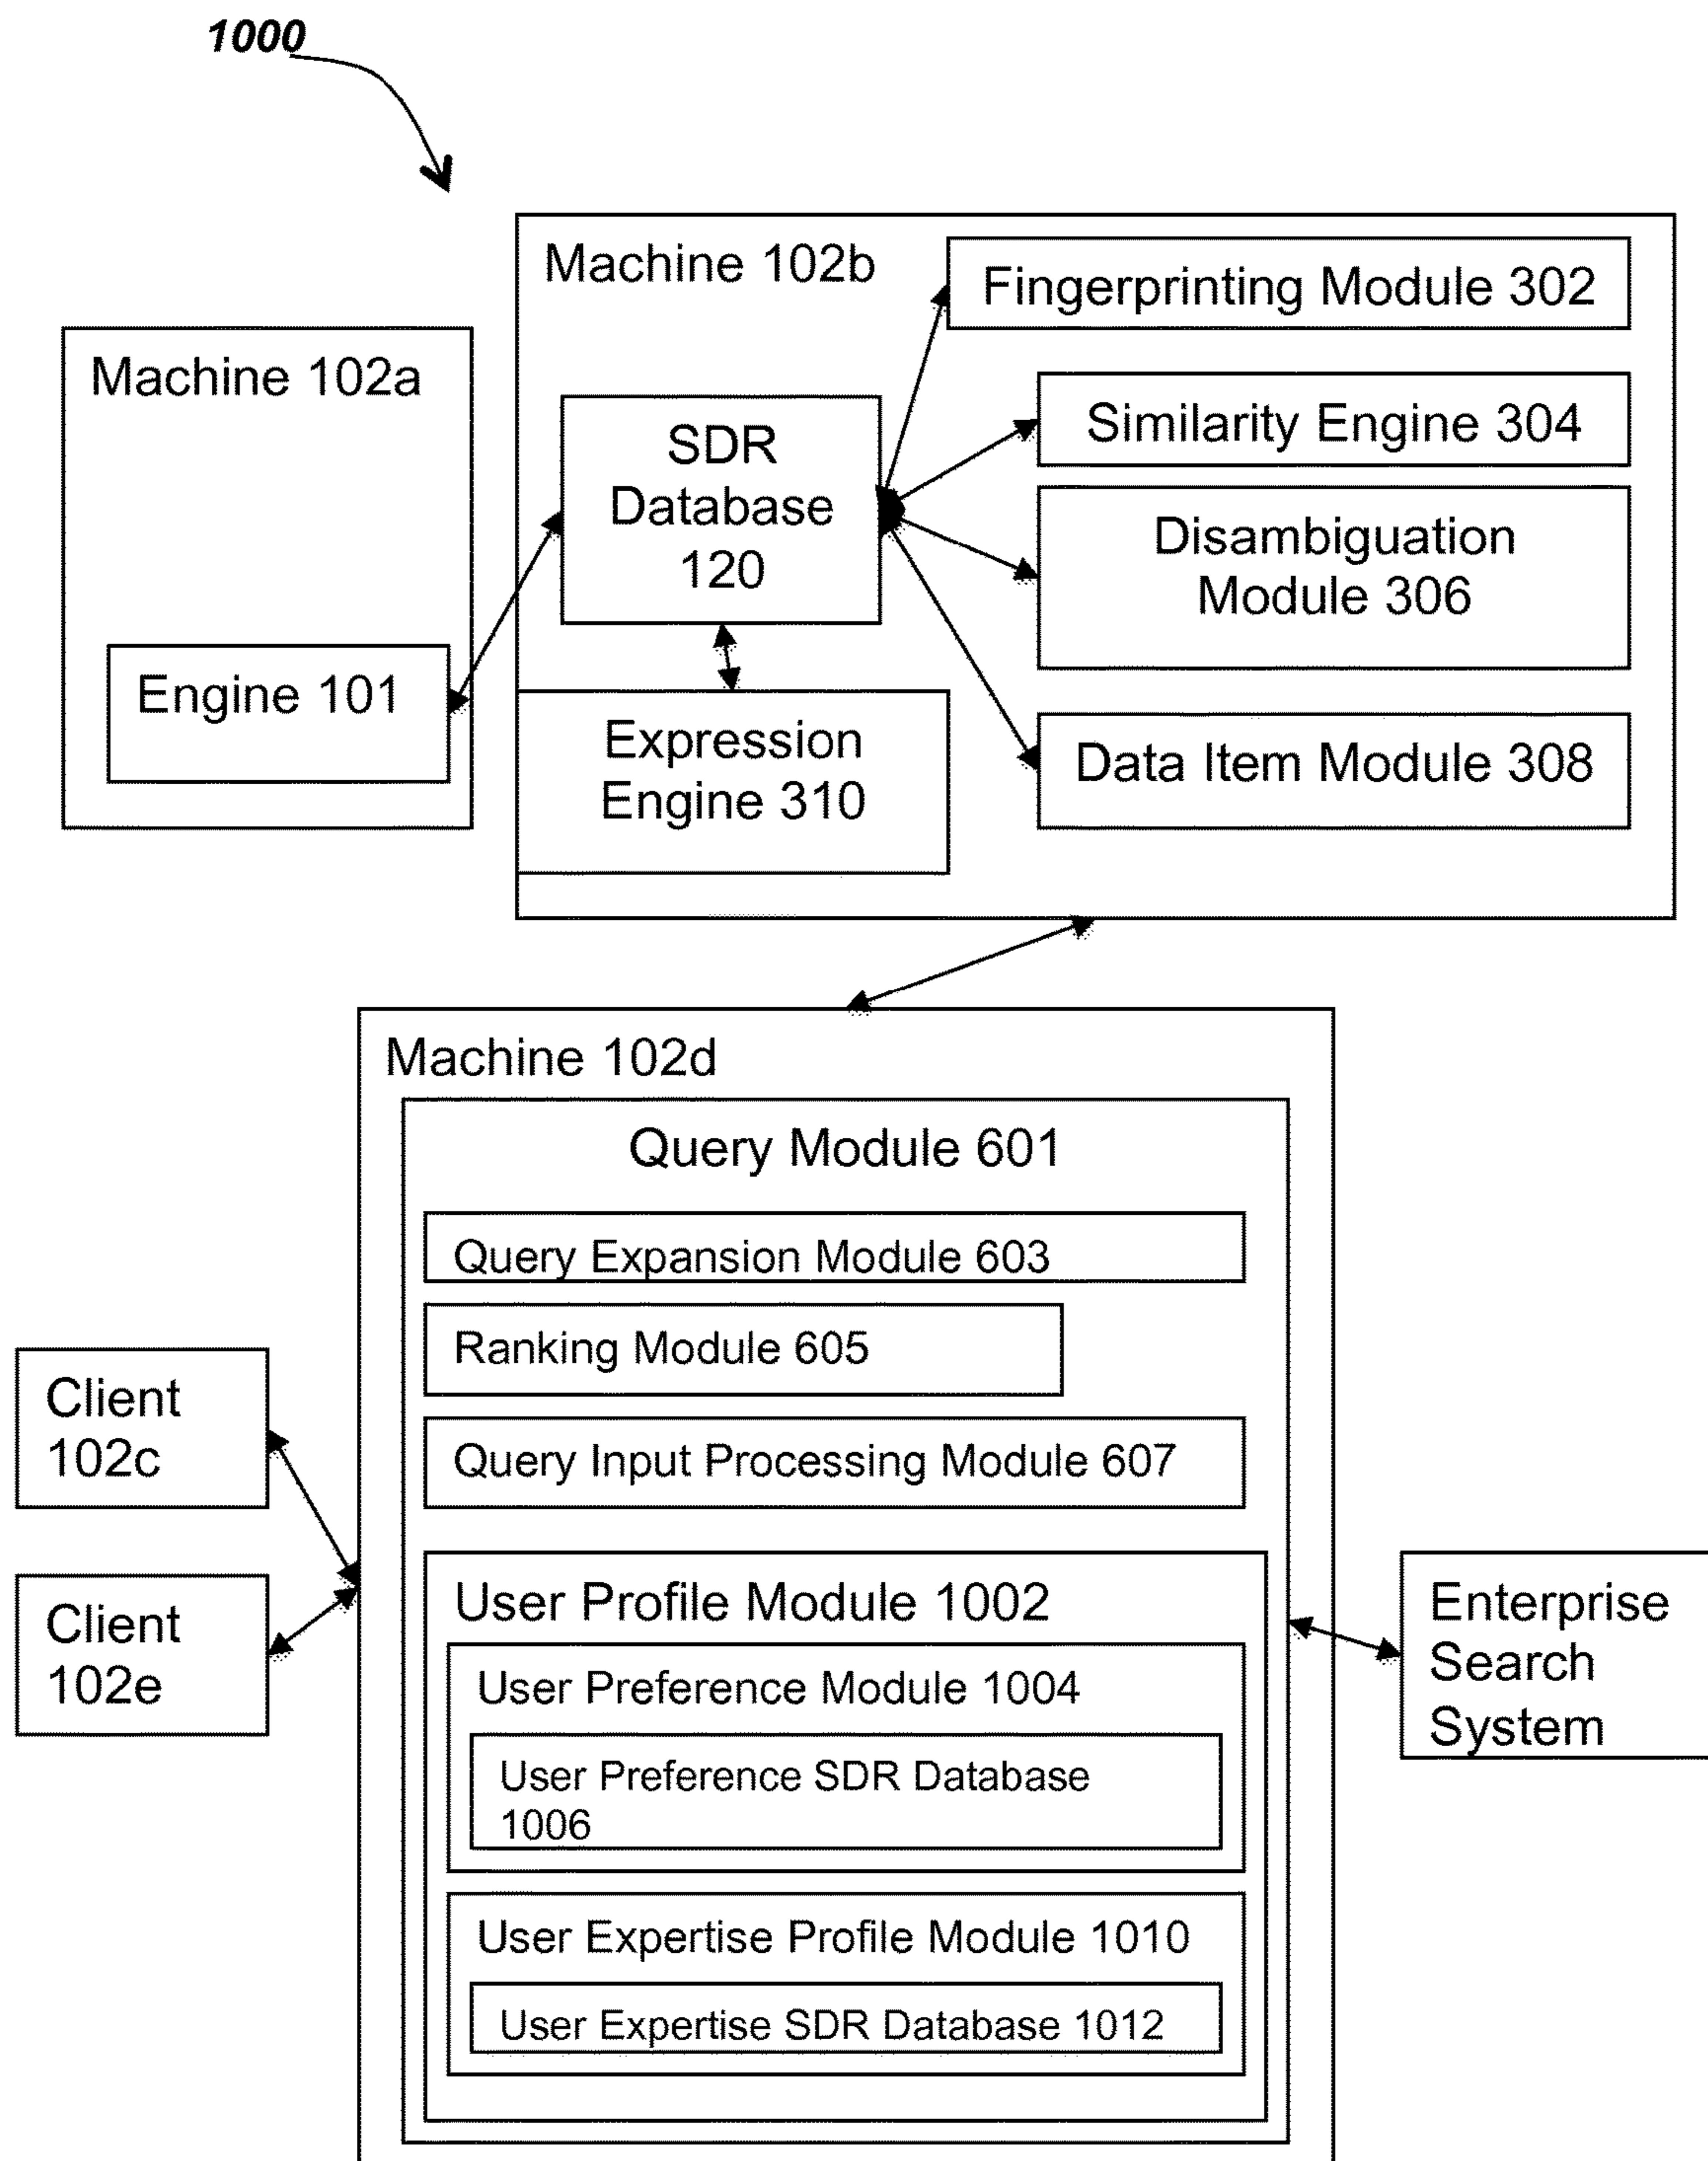 1000
Machine 102b
Fingerprinting Module 302
Machine 102a
Similarity Engine 304
SDR
Database
120
Disambiguation
Module 306
Engine 101
Expression
Engine 310
Data Item Module 308
Machine 102d
Query Module 601
Query Expansion Module 603
Ranking Module 605
Client
102c
Query Input Processing Module 607
Client
102e
User Profile Module 1002
Enterprise
Search
System
User Preference Module 1004
User Preference SDR Database
1006
User Expertise Profile Module 1010
User Expertise SDR Database 1012